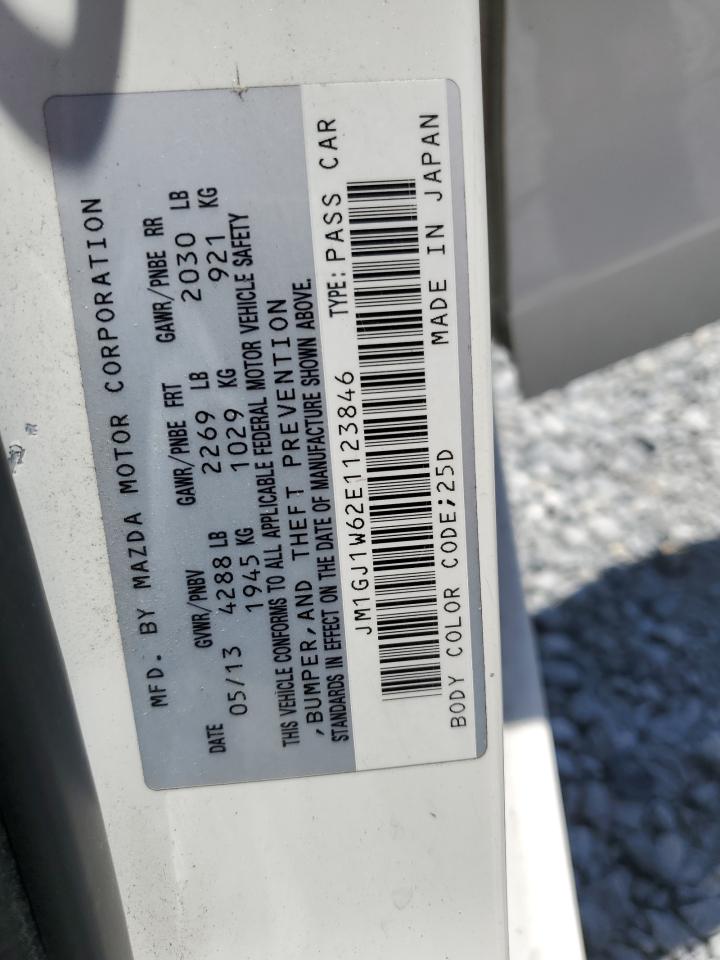 MFD. BY MAZDA MOTOR CORPORATION
DATE GVWR/PNBV GAWR/PNBE FRT GAWR/PNBE RR
05/13 4288 LB 2269 LB 2030 LB
1945 KG 1029 KG 921 KG
THIS VEHICLE CONFORMS TO ALL APPLICABLE FEDERAL MOTOR VEHICLE SAFETY
,BUMPER,AND THEFT PREVENTION
STANDARDS IN EFFECT ON THE DATE OF MANUFACTURE SHOWN ABOVE.
JM1GJ1W62E1123846 TYPE: PASS CAR
BODY COLOR CODE;25D MADE IN JAPAN